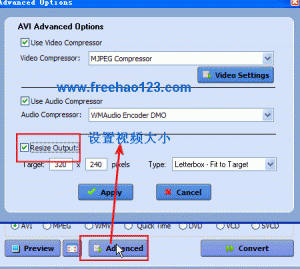 Advanced Options
AVI Advanced Options
Use Video Compressor
Video Compressor: MJPEG Compressor
www.freehao123.com Video Settings
Use Audio Compressor
Audio Compressor: WMAudio Encoder DMO
Resize Output: 设置视频大小
Target: 320 x 240 pixels Type: Letterbox - Fit to Target
Apply Cancel
AVI MPEG WMV Quick Time DVD VCD SVCD
Preview Advanced Convert